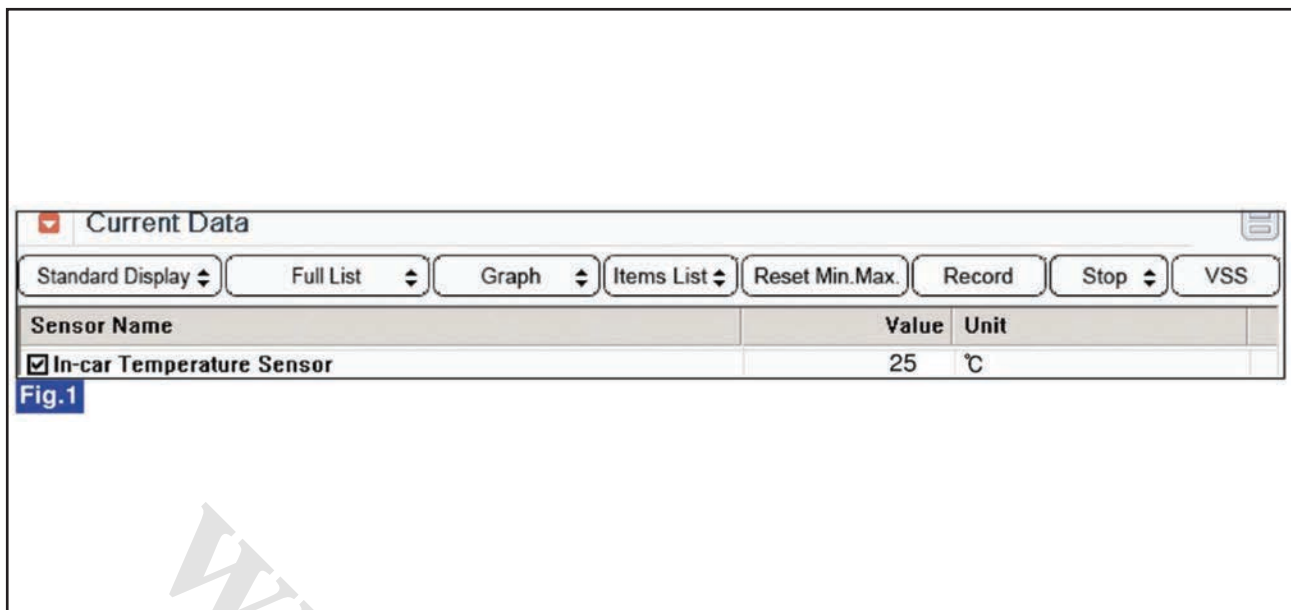 Current Data
Standard Display Full List Graph Items List Reset Min.Max. Record Stop VSS
Sensor Name Value Unit
In-car Temperature Sensor 25 ℃
Fig.1